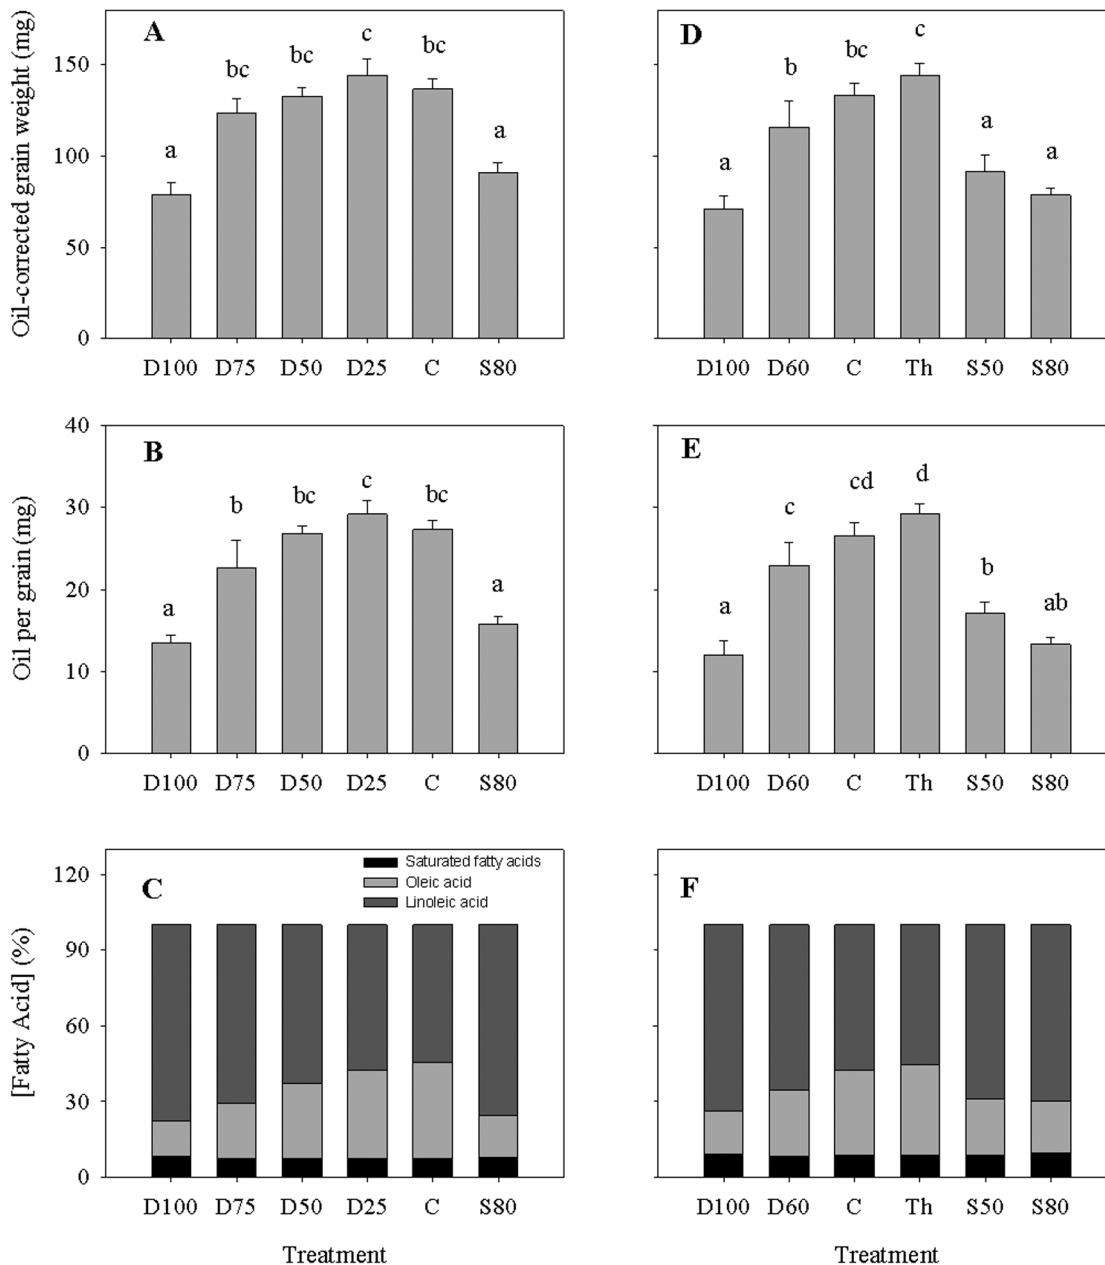 A
Oil-corrected grain weight (mg)
150
100
50
0
a
bc
bc
c
bc
a
D100 D75 D50 D25 C S80
D
a
b
bc
c
a
a
D100 D60 C Th S50 S80
B
Oil per grain (mg)
40
30
20
10
0
a
b
bc
c
bc
a
D100 D75 D50 D25 C S80
E
a
c
cd
d
b
ab
D100 D60 C Th S50 S80
C
[Fatty Acid] (%)
120
90
60
30
0
Saturated fatty acids
Oleic acid
Linoleic acid
D100 D75 D50 D25 C S80
Treatment
F
D100 D60 C Th S50 S80
Treatment